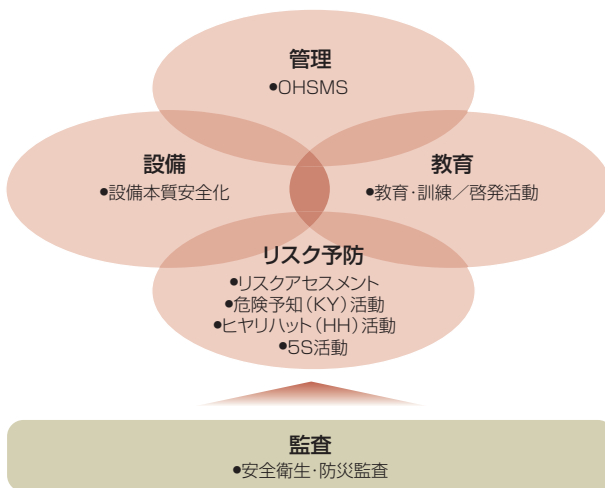 管理
●OHSMS
設備
●設備本質安全化
教育
●教育・訓練／啓発活動
リスク予防
●リスクアセスメント
●危険予知（KY）活動
●ヒヤリハット（HH）活動
●5S活動
監査
●安全衛生・防災監査